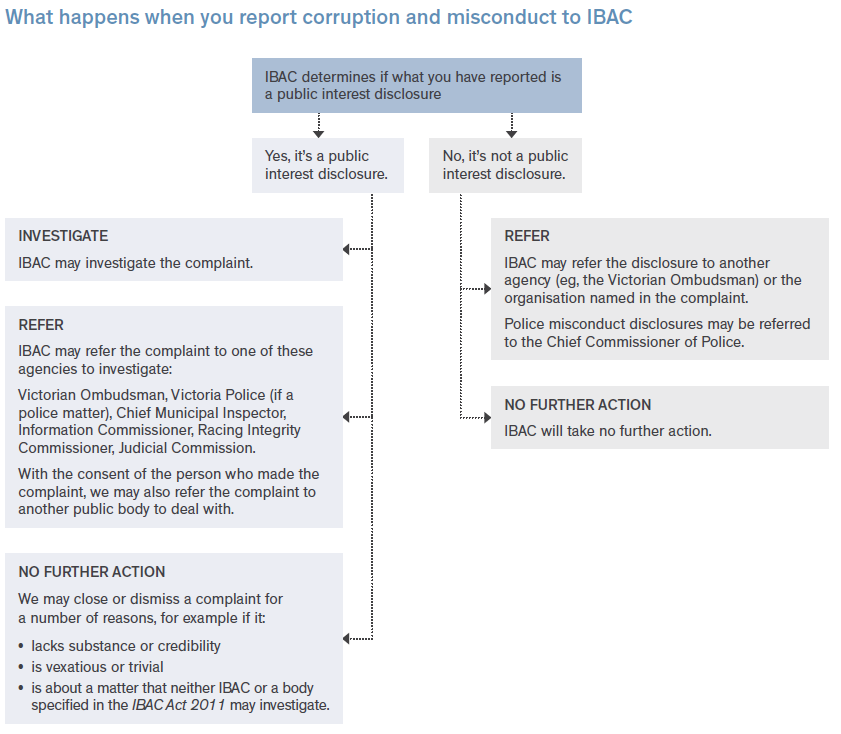 What happens when you report corruption and misconduct to IBAC
IBAC determines if what you have reported is
a public interest disclosure
Yes, it's a public
interest disclosure.
No, it's not a public
interest disclosure.
INVESTIGATE
IBAC may investigate the complaint.
REFER
IBAC may refer the complaint to one of these
agencies to investigate:
Victorian Ombudsman, Victoria Police (if a
police matter), Chief Municipal Inspector,
Information Commissioner, Racing Integrity
Commissioner, Judicial Commission.
With the consent of the person who made the
complaint, we may also refer the complaint to
another public body to deal with.
NO FURTHER ACTION
We may close or dismiss a complaint for
a number of reasons, for example if it:
• lacks substance or credibility
• is vexatious or trivial
• is about a matter that neither IBAC or a body
specified in the IBAC Act 2011 may investigate.
REFER
IBAC may refer the disclosure to another
agency (eg, the Victorian Ombudsman) or the
organisation named in the complaint.
Police misconduct disclosures may be referred
to the Chief Commissioner of Police.
NO FURTHER ACTION
IBAC will take no further action.